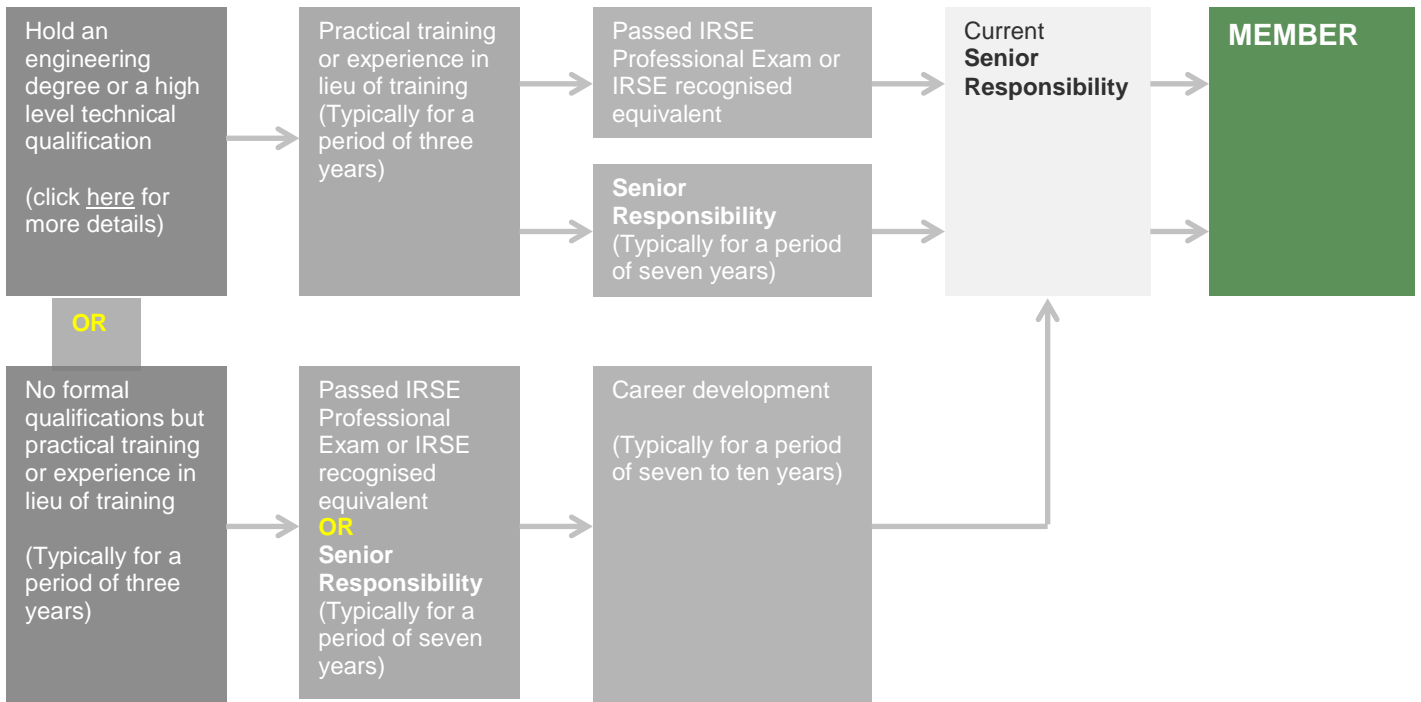 Hold an
engineering
degree or a high
level technical
qualification
(click here for
more details)
Practical training
or experience in
lieu of training
(Typically for a
period of three
years)
Passed IRSE
Professional Exam or
IRSE recognised
equivalent
Senior
Responsibility
(Typically for a period
of seven years)
Current
Senior
Responsibility
MEMBER
OR
No formal
qualifications but
practical training
or experience in
lieu of training
(Typically for a
period of three
years)
Passed IRSE
Professional
Exam or IRSE
recognised
equivalent
OR
Senior
Responsibility
(Typically for a
period of seven
years)
Career development
(Typically for a period
of seven to ten years)